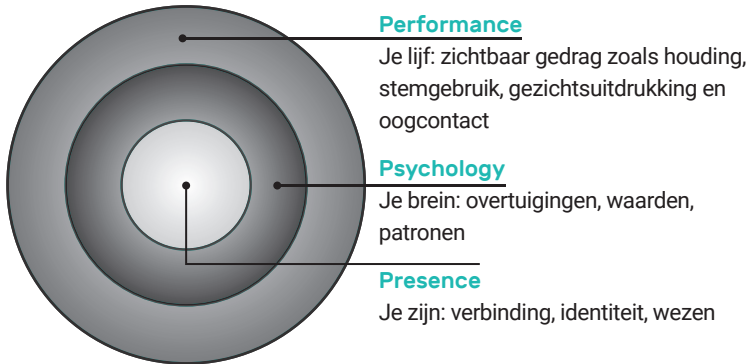 Performance
Je lijf: zichtbaar gedrag zoals houding,
stemgebruik, gezichtsuitdrukking en
oogcontact
Psychology
Je brein: overtuigingen, waarden,
patronen
Presence
Je zijn: verbinding, identiteit, wezen